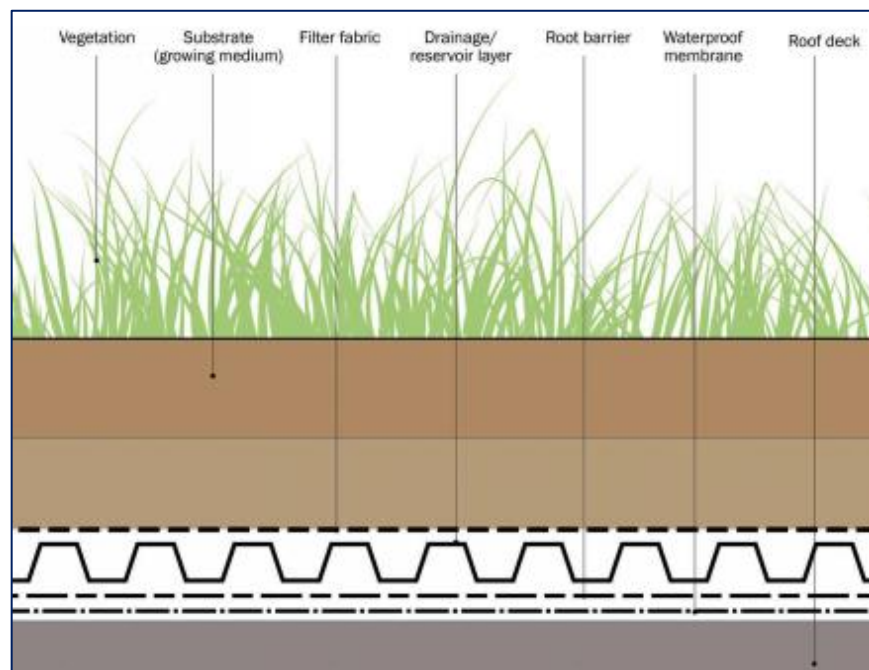 Vegetation
Substrate
(growing medium)
Filter fabric
Drainage/
reservoir layer
Root barrier
Waterproof
membrane
Roof deck